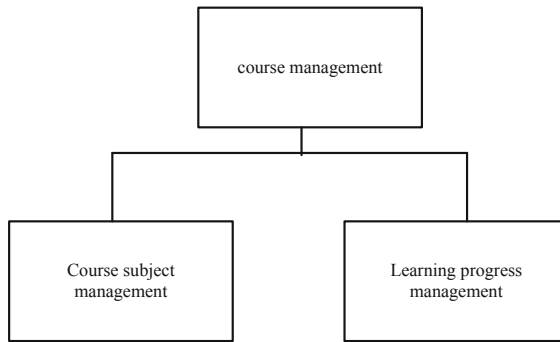 course management
Course subject
management
Learning progress
management